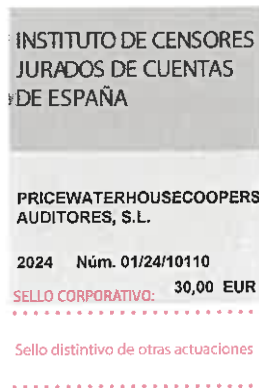 INSTITUTO DE CENSORES
JURADOS DE CUENTAS
DE ESPAÑA
PRICEWATERHOUSECOOPERS
AUDITORES, S.L.
2024 Núm. 01/24/10110
SELLO CORPORATIVO: 30,00 EUR
Sello distintivo de otras actuaciones